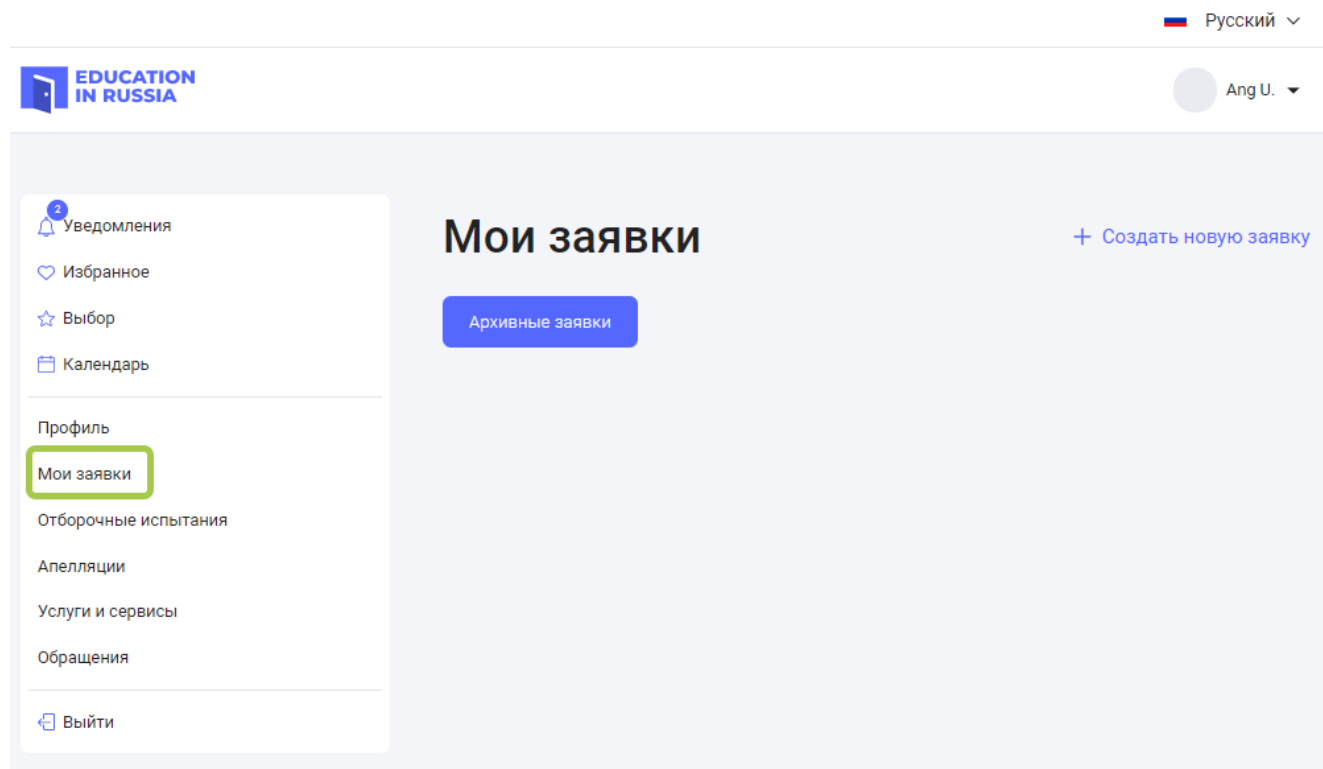 Русский
EDUCATION
IN RUSSIA
Ang U.
2
Уведомления
Избранное
Выбор
Календарь
Профиль
Мои заявки
Отборочные испытания
Апелляции
Услуги и сервисы
Обращения
Выйти
Мои заявки
+ Создать новую заявку
Архивные заявки